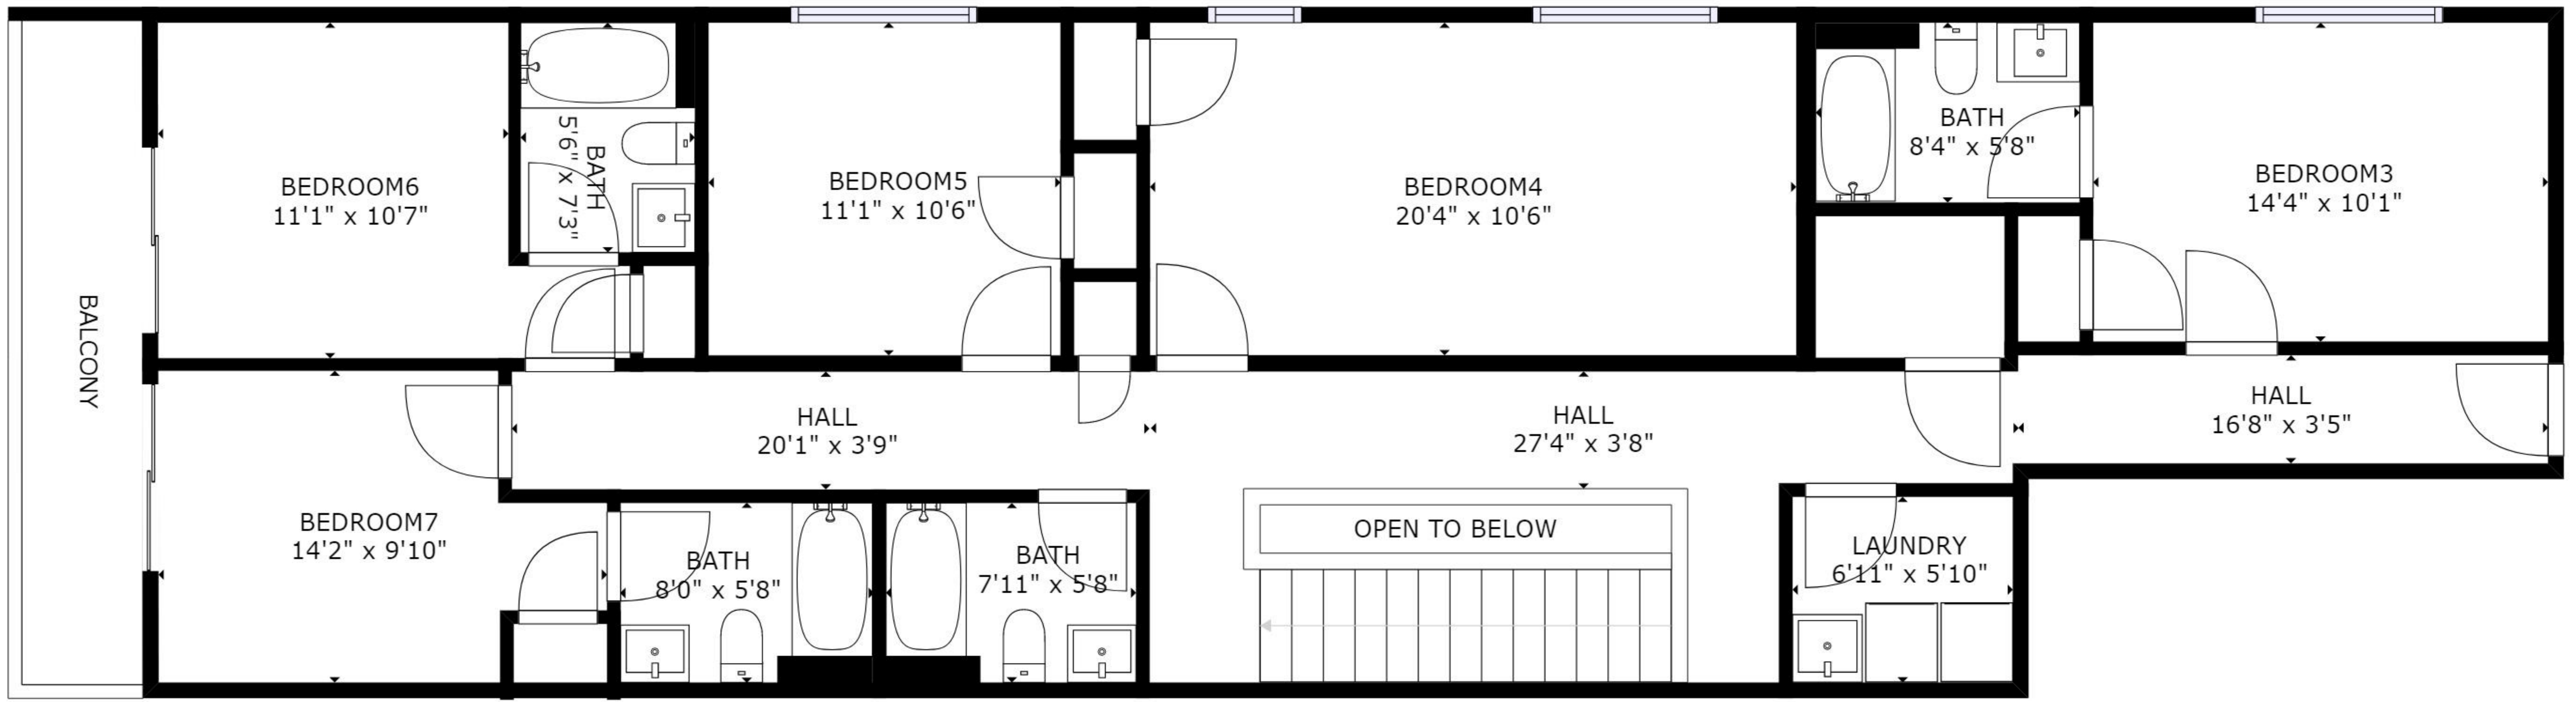 BEDROOM6
11'1" x 10'7"
BATH
5'6" x 7'3"
BEDROOM5
11'1" x 10'6"
BEDROOM4
20'4" x 10'6"
BATH
8'4" x 5'8"
BEDROOM3
14'4" x 10'1"
BALCONY
HALL
20'1" x 3'9"
HALL
27'4" x 3'8"
HALL
16'8" x 3'5"
BEDROOM7
14'2" x 9'10"
BATH
8'0" x 5'8"
BATH
7'11" x 5'8"
OPEN TO BELOW
LAUNDRY
6'11" x 5'10"